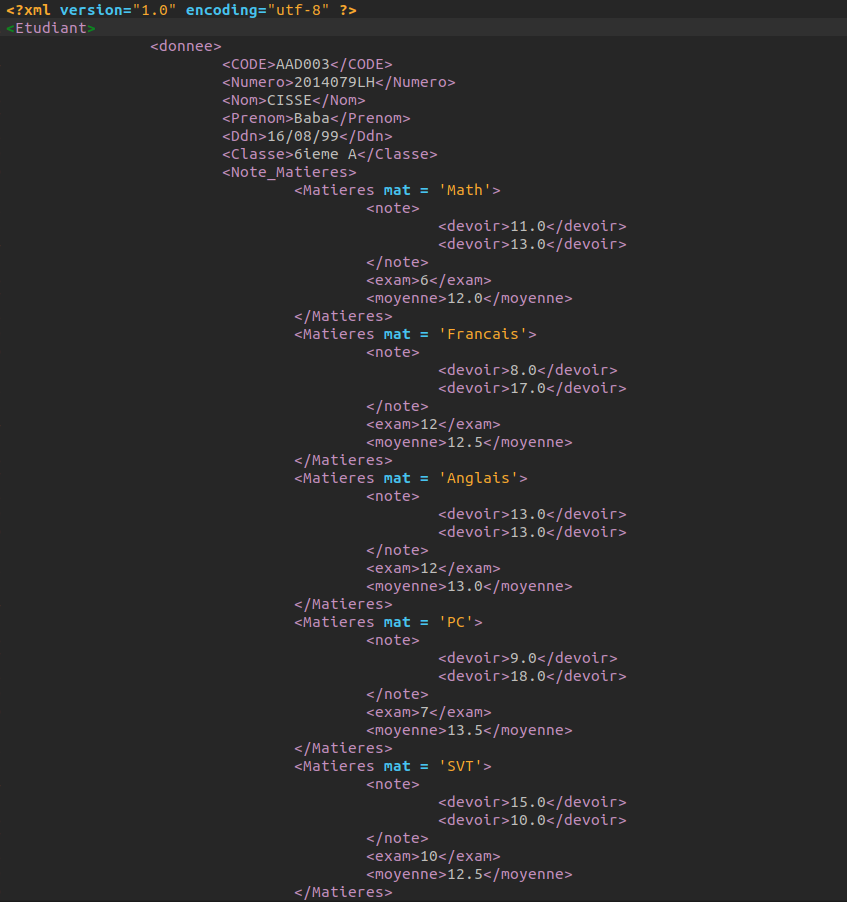 <?xml version="1.0" encoding="utf-8" ?>
<Etudiant>
<donnee>
<CODE>AAD003</CODE>
<Numero>2014079LH</Numero>
<Nom>CISSE</Nom>
<Prenom>Baba</Prenom>
<Ddn>16/08/99</Ddn>
<Classe>6ieme A</Classe>
<Note_Matieres>
<Matieres mat = 'Math'>
<note>
<devoir>11.0</devoir>
<devoir>13.0</devoir>
</note>
<exam>6</exam>
<moyenne>12.0</moyenne>
</Matieres>
<Matieres mat = 'Francais'>
<note>
<devoir>8.0</devoir>
<devoir>17.0</devoir>
</note>
<exam>12</exam>
<moyenne>12.5</moyenne>
</Matieres>
<Matieres mat = 'Anglais'>
<note>
<devoir>13.0</devoir>
<devoir>13.0</devoir>
</note>
<exam>12</exam>
<moyenne>13.0</moyenne>
</Matieres>
<Matieres mat = 'PC'>
<note>
<devoir>9.0</devoir>
<devoir>18.0</devoir>
</note>
<exam>7</exam>
<moyenne>13.5</moyenne>
</Matieres>
<Matieres mat = 'SVT'>
<note>
<devoir>15.0</devoir>
<devoir>10.0</devoir>
</note>
<exam>10</exam>
<moyenne>12.5</moyenne>
</Matieres>